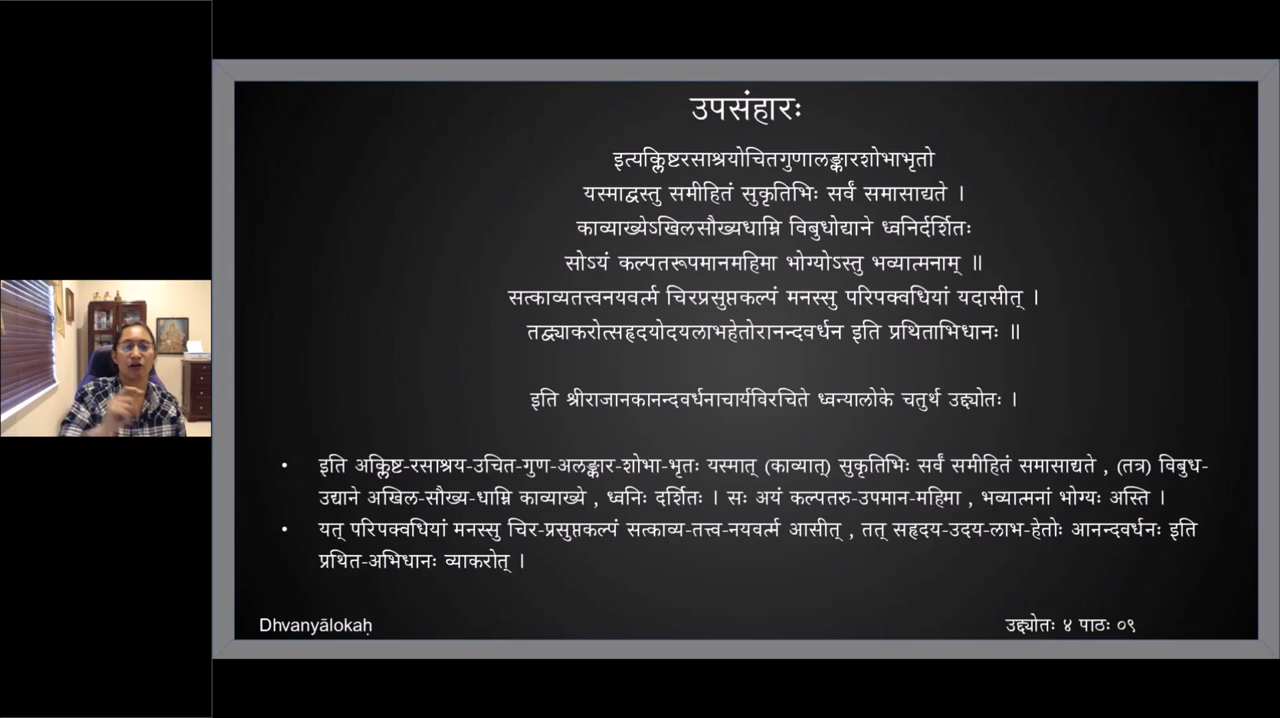 उपसंहारः
इत्यक्लिष्टरसाश्रयोचितगुणालङ्कारशोभाभृतो
यस्माद्वस्तु समीहितं सुकृतिभिः सर्वं समासाद्यते ।
काव्याख्येऽखिलसौख्यधाम्नि विबुधोद्याने ध्वनिर्दर्शितः
सोऽयं कल्पतरूपमानमहिमा भोग्योऽस्तु भव्यात्मनाम् ॥
सत्काव्यतत्त्वनयवर्त्म चिरप्रसुप्तकल्पं मनस्सु परिपक्वधियां यदासीत् ।
तद्व्याकरोत्सहृदयोदयलाभहेतोरानन्दवर्धन इति प्रथिताभिधानः ॥
इति श्रीराजानकानन्दवर्धनाचार्यविरचिते ध्वन्यालोके चतुर्थ उद्द्योतः ।
• इति अक्लिष्ट-रसाश्रय-उचित-गुण-अलङ्कार-शोभा-भृतः यस्मात् (काव्यात्) सुकृतिभिः सर्वं समीहितं समासाद्यते , (तत्र) विबुध-
उद्याने अखिल-सौख्य-धाम्नि काव्याख्ये , ध्वनिः दर्शितः । सः अयं कल्पतरु-उपमान-महिमा , भव्यात्मनां भोग्यः अस्ति ।
• यत् परिपक्वधियां मनस्सु चिर-प्रसुप्तकल्पं सत्काव्य-तत्त्व-नयवर्त्म आसीत् , तत् सहृदय-उदय-लाभ-हेतोः आनन्दवर्धनः इति
प्रथित-अभिधानः व्याकरोत् ।
Dhvanyālokaḥ
उद्द्योतः ४ पाठः ०९